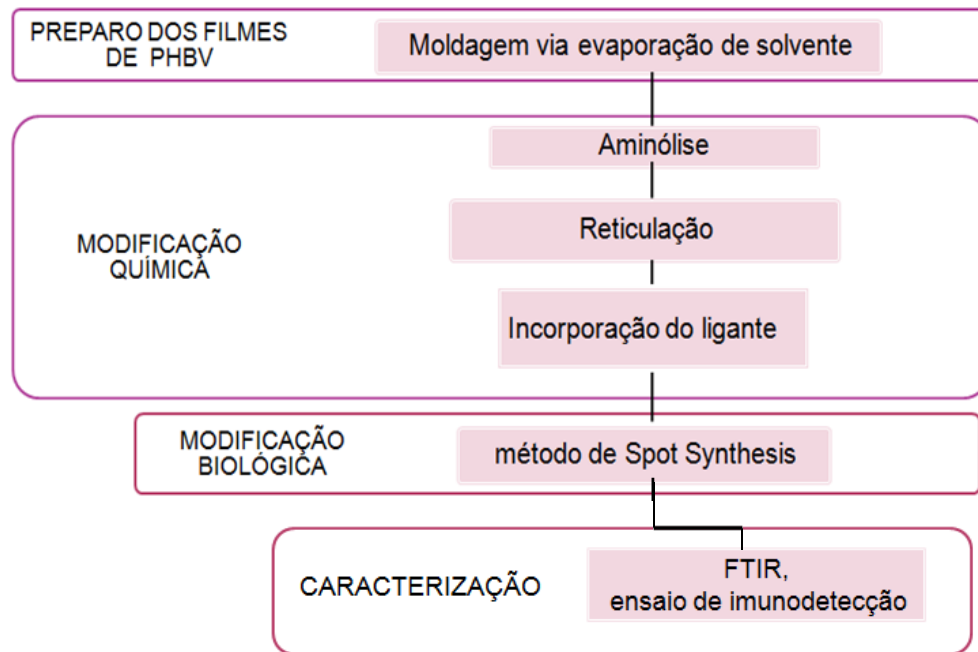 PREPARO DOS FILMES
DE PHBV
Moldagem via evaporação de solvente
Aminólise
Reticulação
MODIFICAÇÃO
QUÍMICA
Incorporação do ligante
MODIFICAÇÃO
BIOLÓGICA
método de Spot Synthesis
CARACTERIZAÇÃO
FTIR,
ensaio de imunodetecção